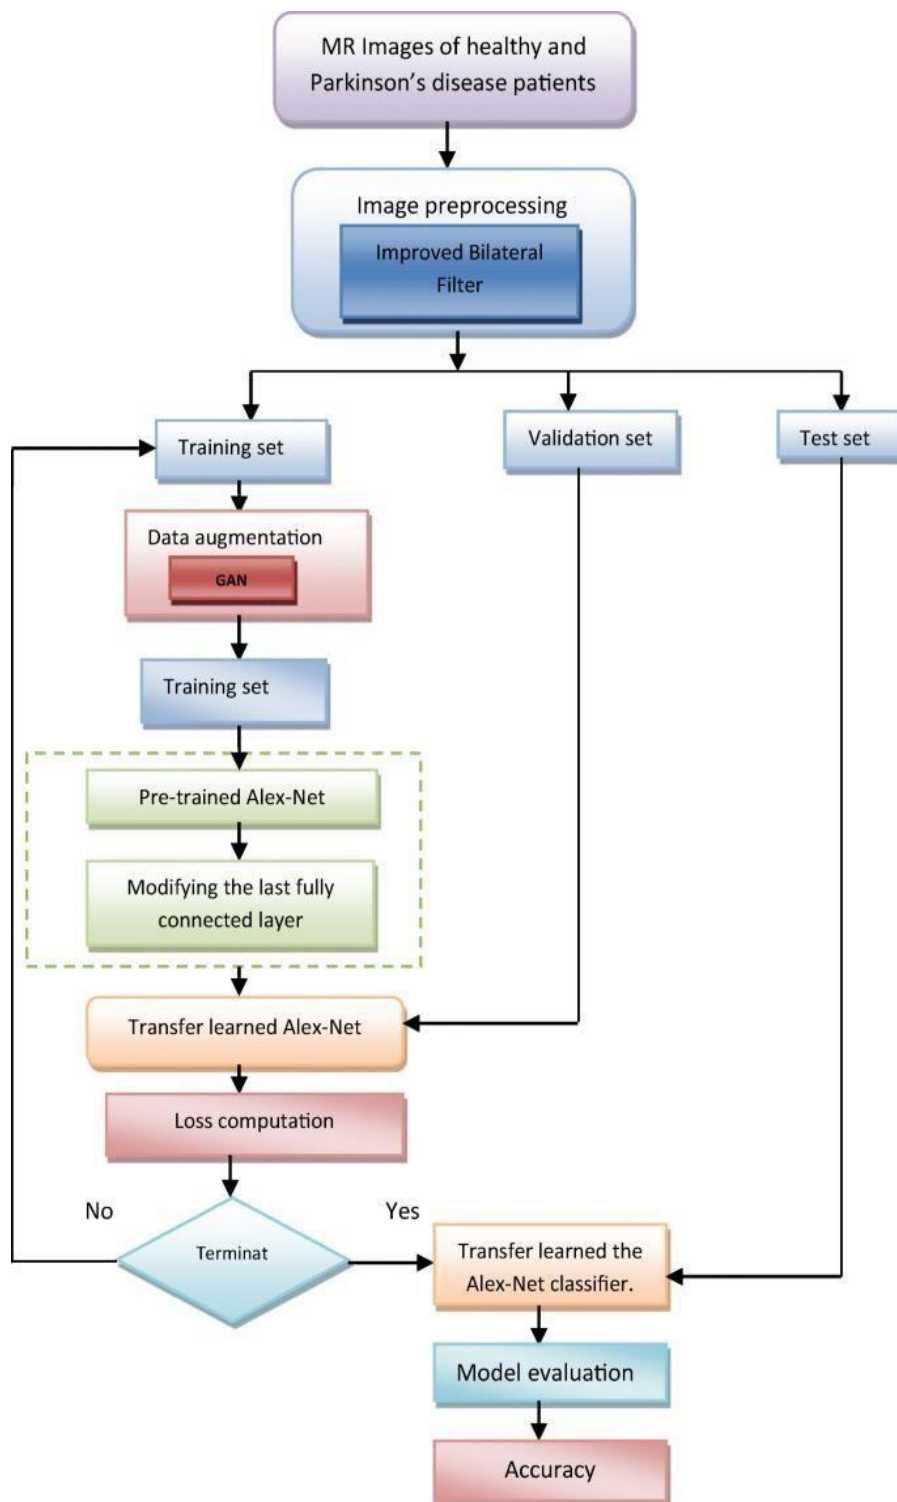 MR Images of healthy and
Parkinson’s disease patients
Image preprocessing
Improved Bilateral
Filter
Training set
Validation set
Test set
Data augmentation
GAN
Training set
Pre-trained Alex-Net
Modifying the last fully
connected layer
Transfer learned Alex-Net
Loss computation
No
Yes
Terminat
Transfer learned the
Alex-Net classifier.
Model evaluation
Accuracy